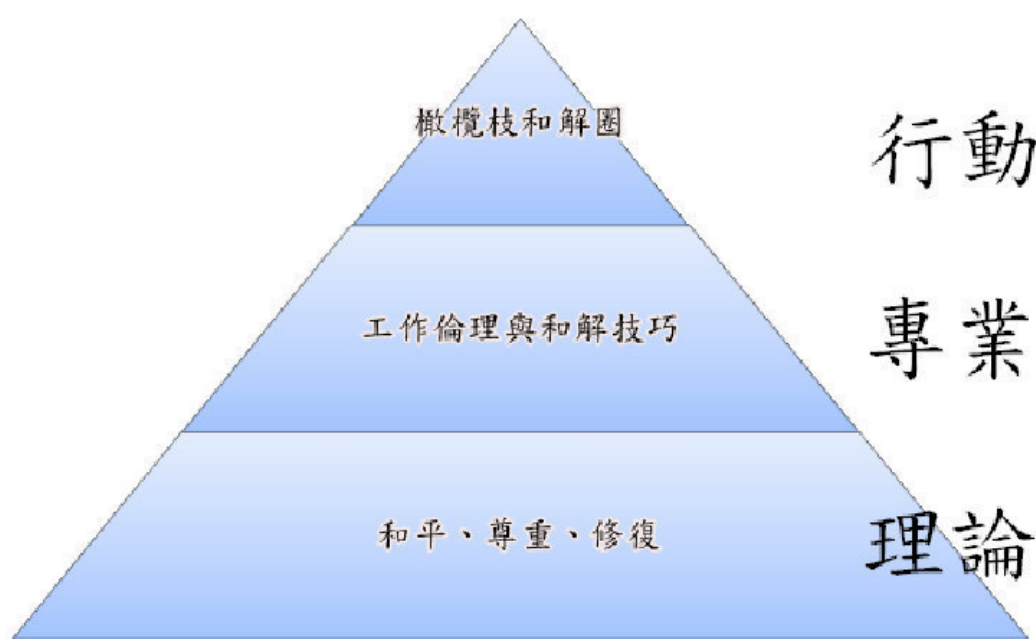 橄欖枝和解圈
行動
工作倫理與和解技巧
專業
和平、尊重、修復
理論